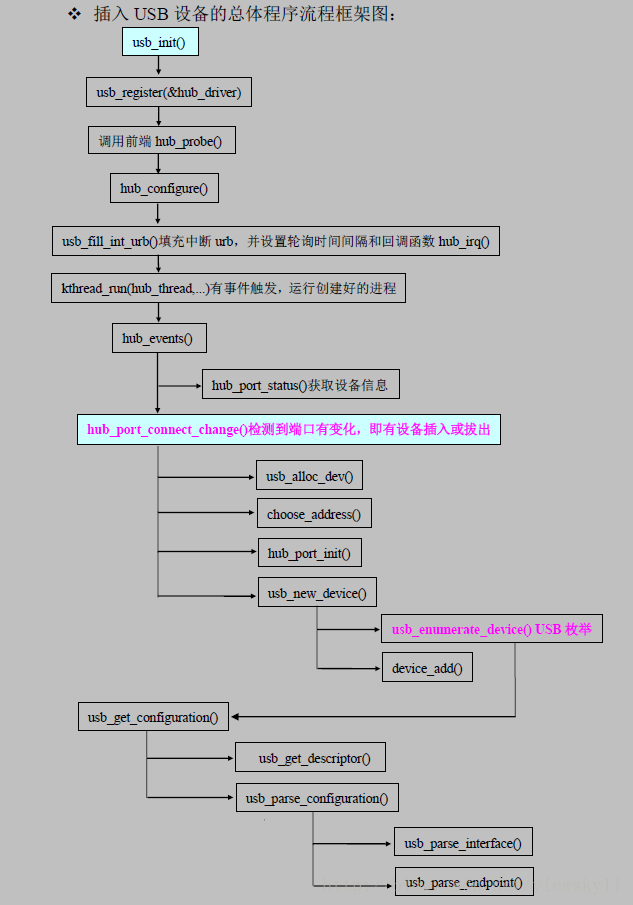 ❖ 插入 USB 设备的总体程序流程框架图：
usb_init()
usb_register(&hub_driver)
调用前端 hub_probe()
hub_configure()
usb_fill_int_urb()填充中断 urb，并设置轮询时间间隔和回调函数 hub_irq()
kthread_run(hub_thread,...)有事件触发，运行创建好的进程
hub_events()
hub_port_status()获取设备信息
hub_port_connect_change()检测到端口有变化，即有设备插入或拔出
usb_alloc_dev()
choose_address()
hub_port_init()
usb_new_device()
usb_enumerate_device() USB 枚举
device_add()
usb_get_configuration()
usb_get_descriptor()
usb_parse_configuration()
usb_parse_interface()
usb_parse_endpoint()